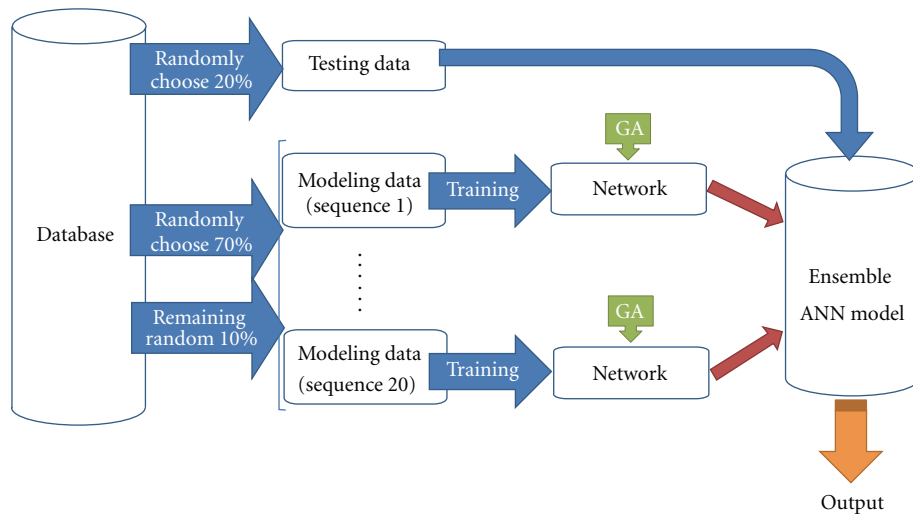 Database
Randomly
choose 20%
Testing data
Randomly
choose 70%
Remaining
random 10%
Modeling data
(sequence 1)
Training
GA
Network
Modeling data
(sequence 20)
Training
GA
Network
Ensemble
ANN model
Output